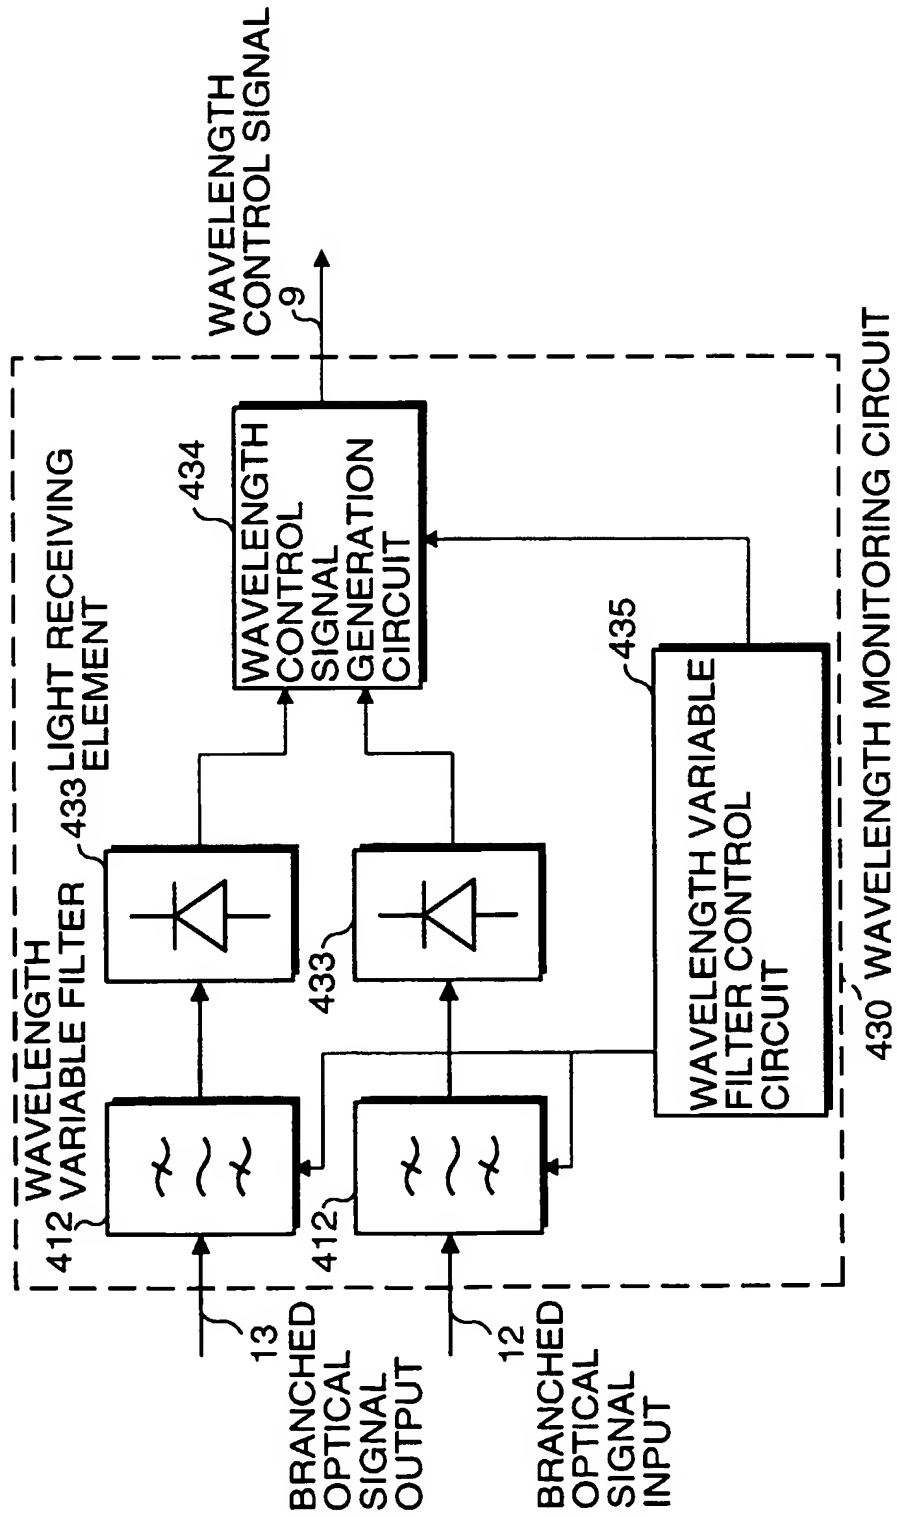 WAVELENGTH
CONTROL SIGNAL
9
434
WAVELENGTH
CONTROL
SIGNAL
GENERATION
CIRCUIT
433 LIGHT RECEIVING
ELEMENT
WAVELENGTH
412 VARIABLE FILTER
433
412
435
WAVELENGTH VARIABLE
FILTER CONTROL
CIRCUIT
13
BRANCHED
OPTICAL
SIGNAL
OUTPUT
12
BRANCHED
OPTICAL
SIGNAL
INPUT
430 WAVELENGTH MONITORING CIRCUIT